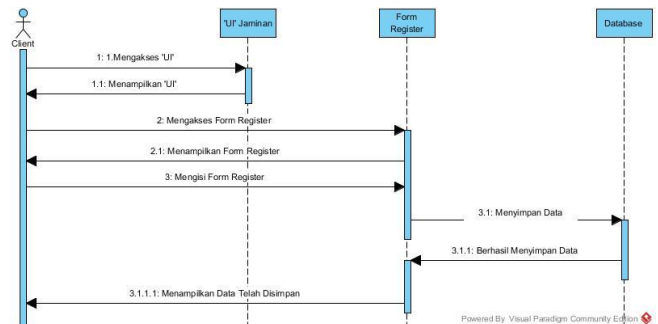 Client
'UI' Jaminan
Form
Register
Database
1: 1.Mengakses 'UI'
1.1: Menampilkan 'UI'
2: Mengakses Form Register
2.1: Menampilkan Form Register
3: Mengisi Form Register
3.1: Menyimpan Data
3.1.1: Berhasil Menyimpan Data
3.1.1.1: Menampilkan Data Telah Disimpan
Powered By Visual Paradigm Community Edition